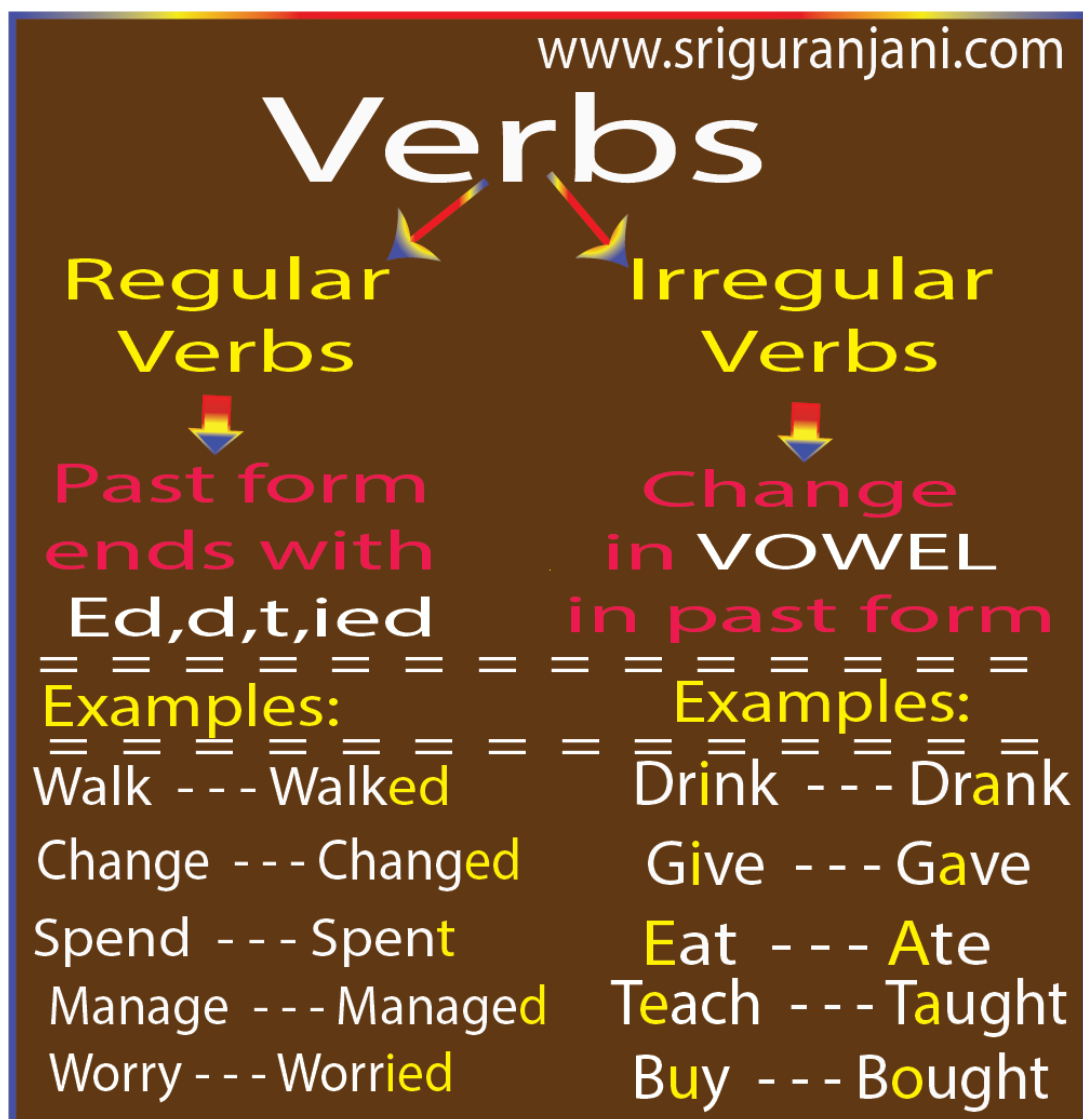 www.sriguranjani.com
Verbs
Regular
Verbs
Irregular
Verbs
Past form
ends with
Ed,d,t,ied
Change
in VOWEL
in past form
= = = = = = = = = = = = = =
Examples:
Examples:
= = = = = = = = = = = = = =
Walk - - - Walked
Change - - - Changed
Spend - - - Spent
Manage - - - Managed
Worry - - - Worried
Drink - - - Drank
Give - - - Gave
Eat - - - Ate
Teach - - - Taught
Buy - - - Bought